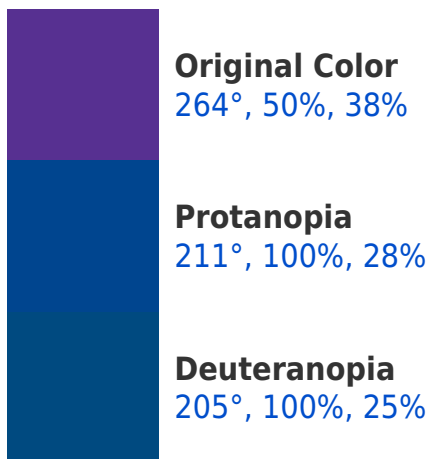 Original Color
264°, 50%, 38%
Protanopia
211°, 100%, 28%
Deuteranopia
205°, 100%, 25%